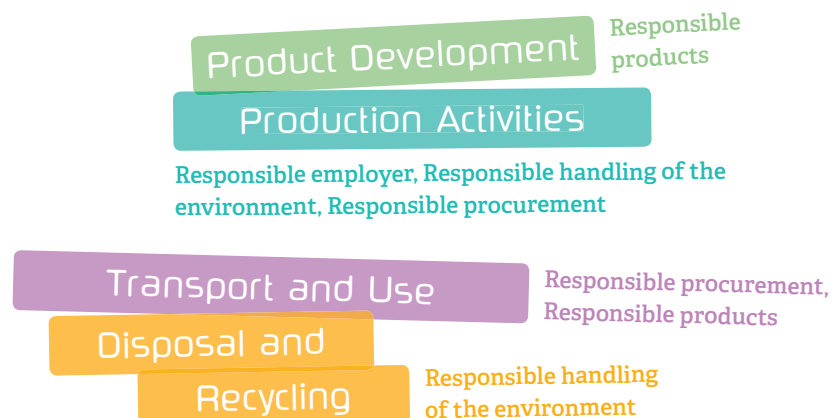 Product Development
Responsible
products
Production Activities
Responsible employer, Responsible handling of the
environment, Responsible procurement
Transport and Use
Responsible procurement,
Responsible products
Disposal and
Recycling
Responsible handling
of the environment